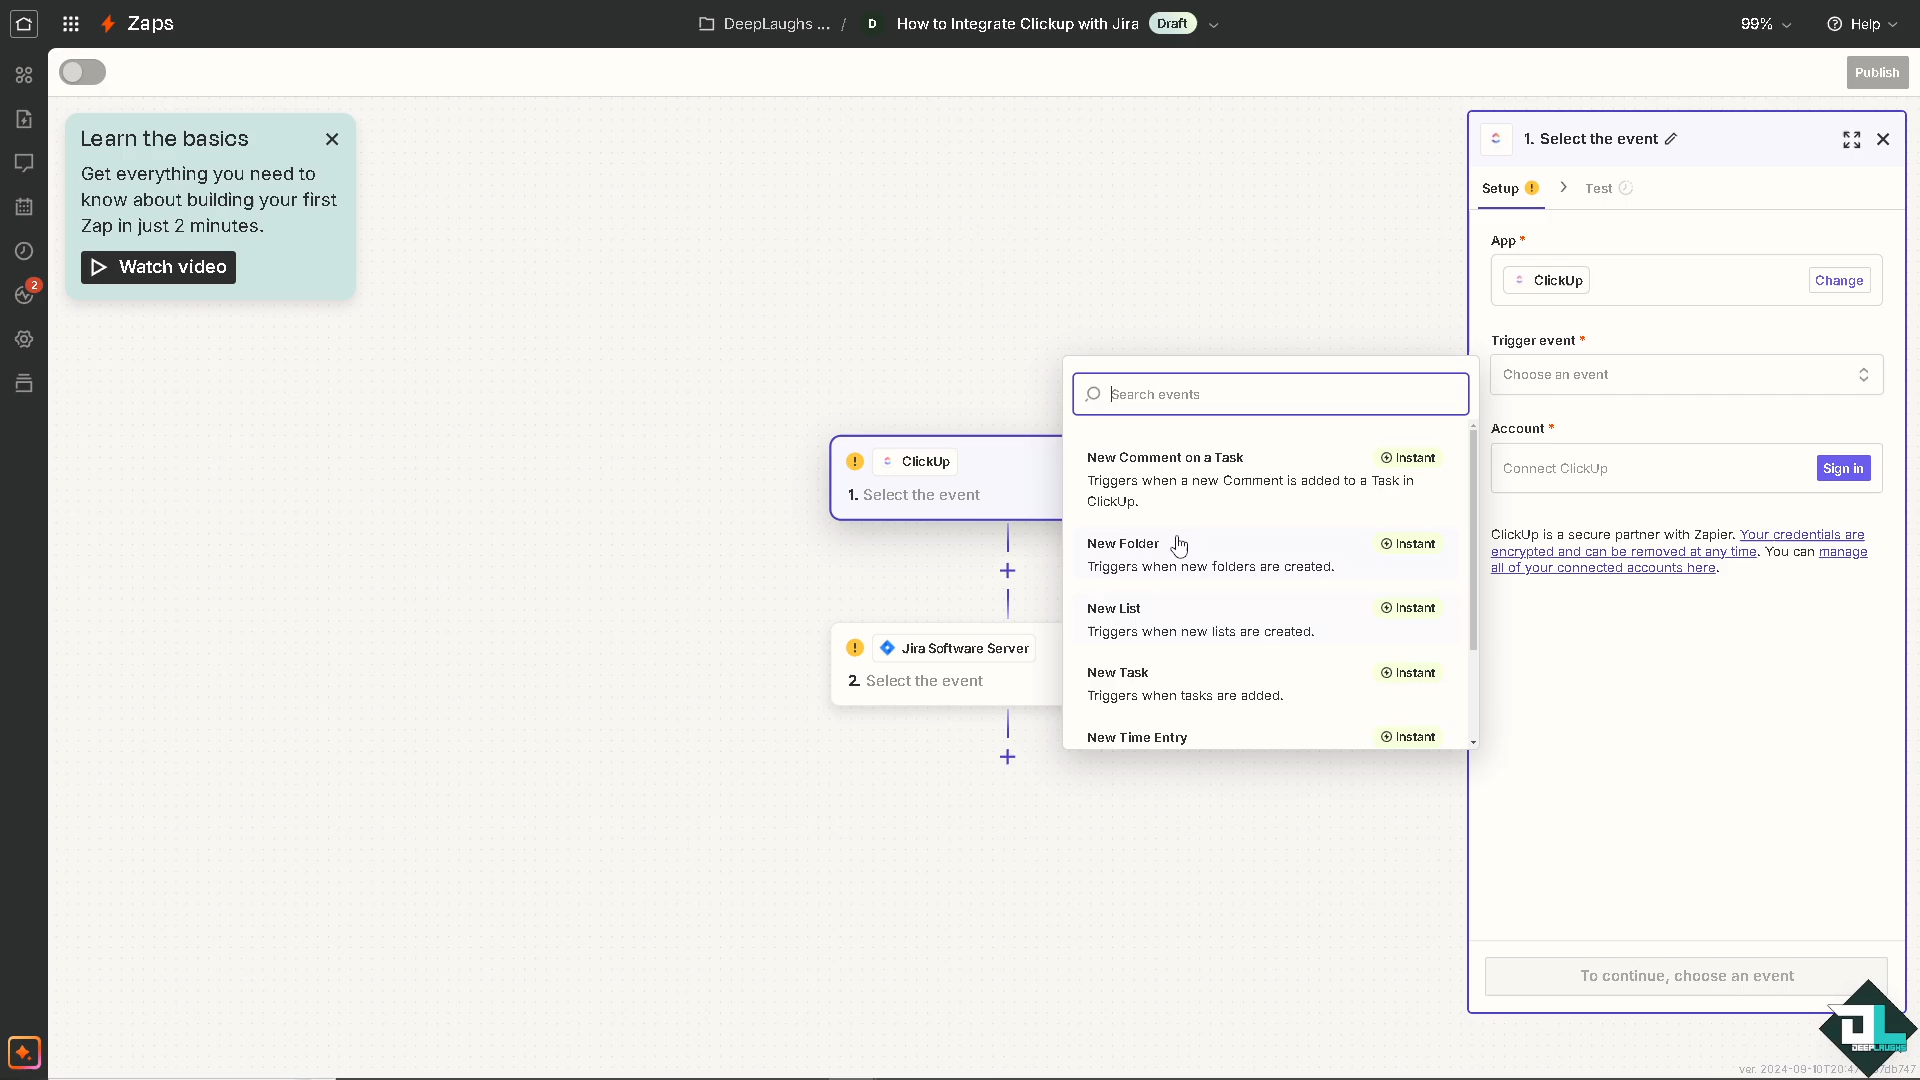 Zaps
DeepLaughs ... / D How to Integrate Clickup with Jira Draft
99%
Help
Publish
Learn the basics
Get everything you need to
know about building your first
Zap in just 2 minutes.
Watch video
2
ClickUp
1. Select the event
Jira Software Server
2. Select the event
Search events
New Comment on a Task Instant
Triggers when a new Comment is added to a Task in
ClickUp.
New Folder Instant
Triggers when new folders are created.
New List Instant
Triggers when new lists are created.
New Task Instant
Triggers when tasks are added.
New Time Entry Instant
1. Select the event
Setup Test
App *
ClickUp Change
Trigger event *
Choose an event
Account *
Connect ClickUp Sign in
ClickUp is a secure partner with Zapier. Your credentials are
encrypted and can be removed at any time. You can manage
all of your connected accounts here.
To continue, choose an event
DEEPLAUGHS